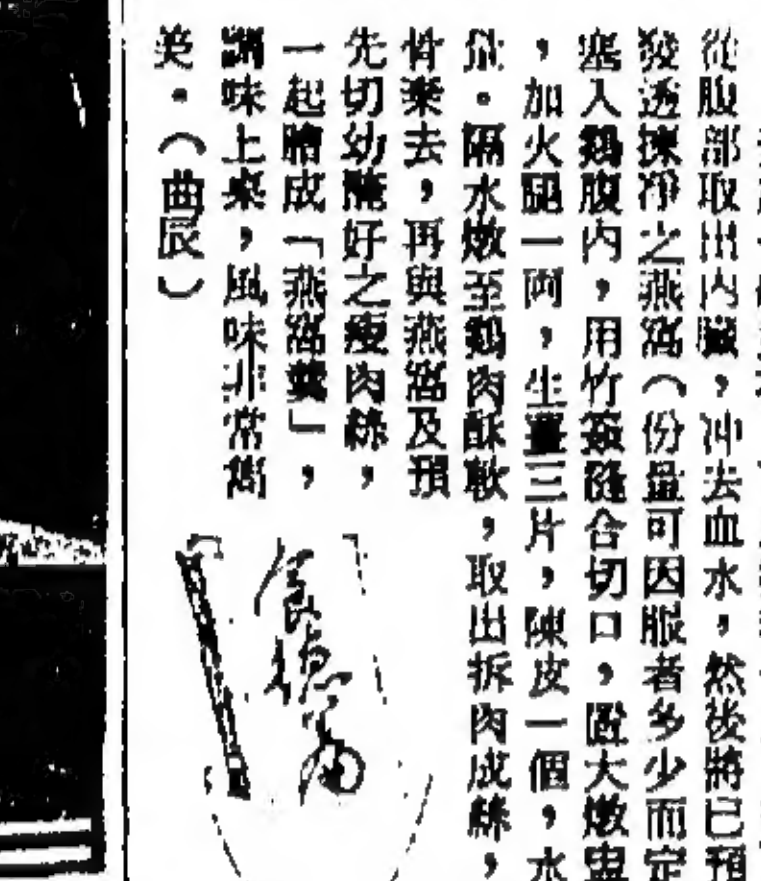 從腹部取出內臟，沖去血水，然後將已預
發透揀淨之燕窩（份量可因服者多少而定
塞入鷄腹內，用竹簽縫合切口，置大燉盅
，加火腿一両，生薑三片，陳皮一個，水
。隔水燉至鷄肉酥軟，取出拆肉成絲，
骨棄去，再與燕窩及預
先切幼醃好之瘦肉絲，
一起膾成「燕窩羹」，
調味上桌，風味非常雋
美。（曲辰）